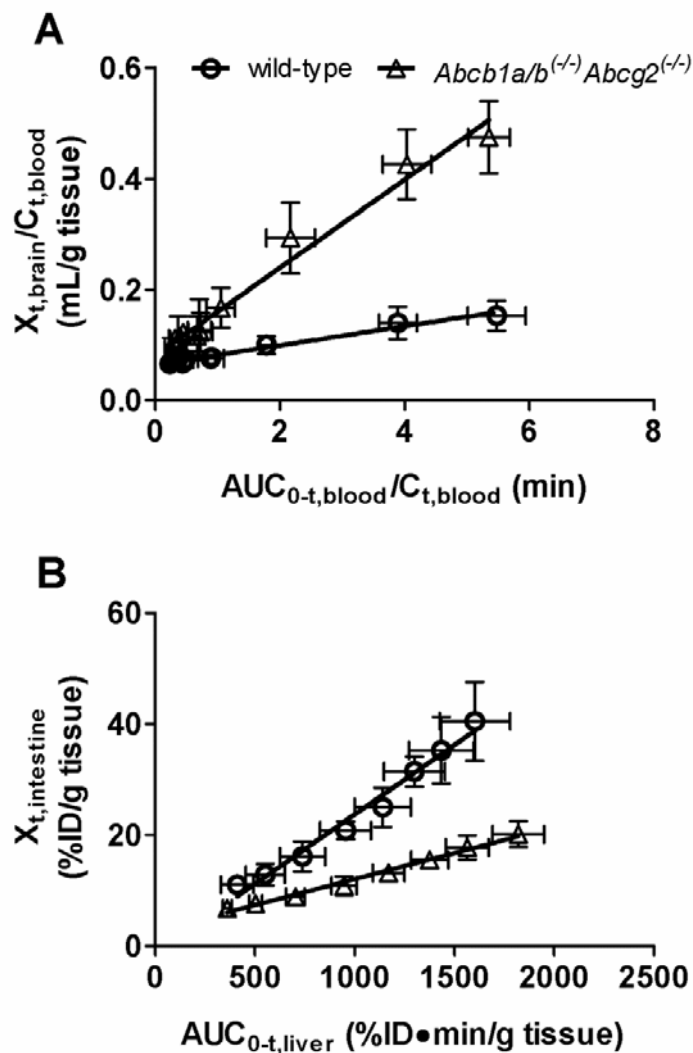 A
wild-type Abcb1a/b(-/-)Abcg2(-/-)
0.6
0.4
0.2
0.0
Xt,brain/Ct,blood
(mL/g tissue)
0 2 4 6 8
AUC0-t,blood/Ct,blood (min)
B
60
40
20
0
Xt,intestine
(%ID/g tissue)
0 500 1000 1500 2000 2500
AUC0-t,liver (%ID●min/g tissue)